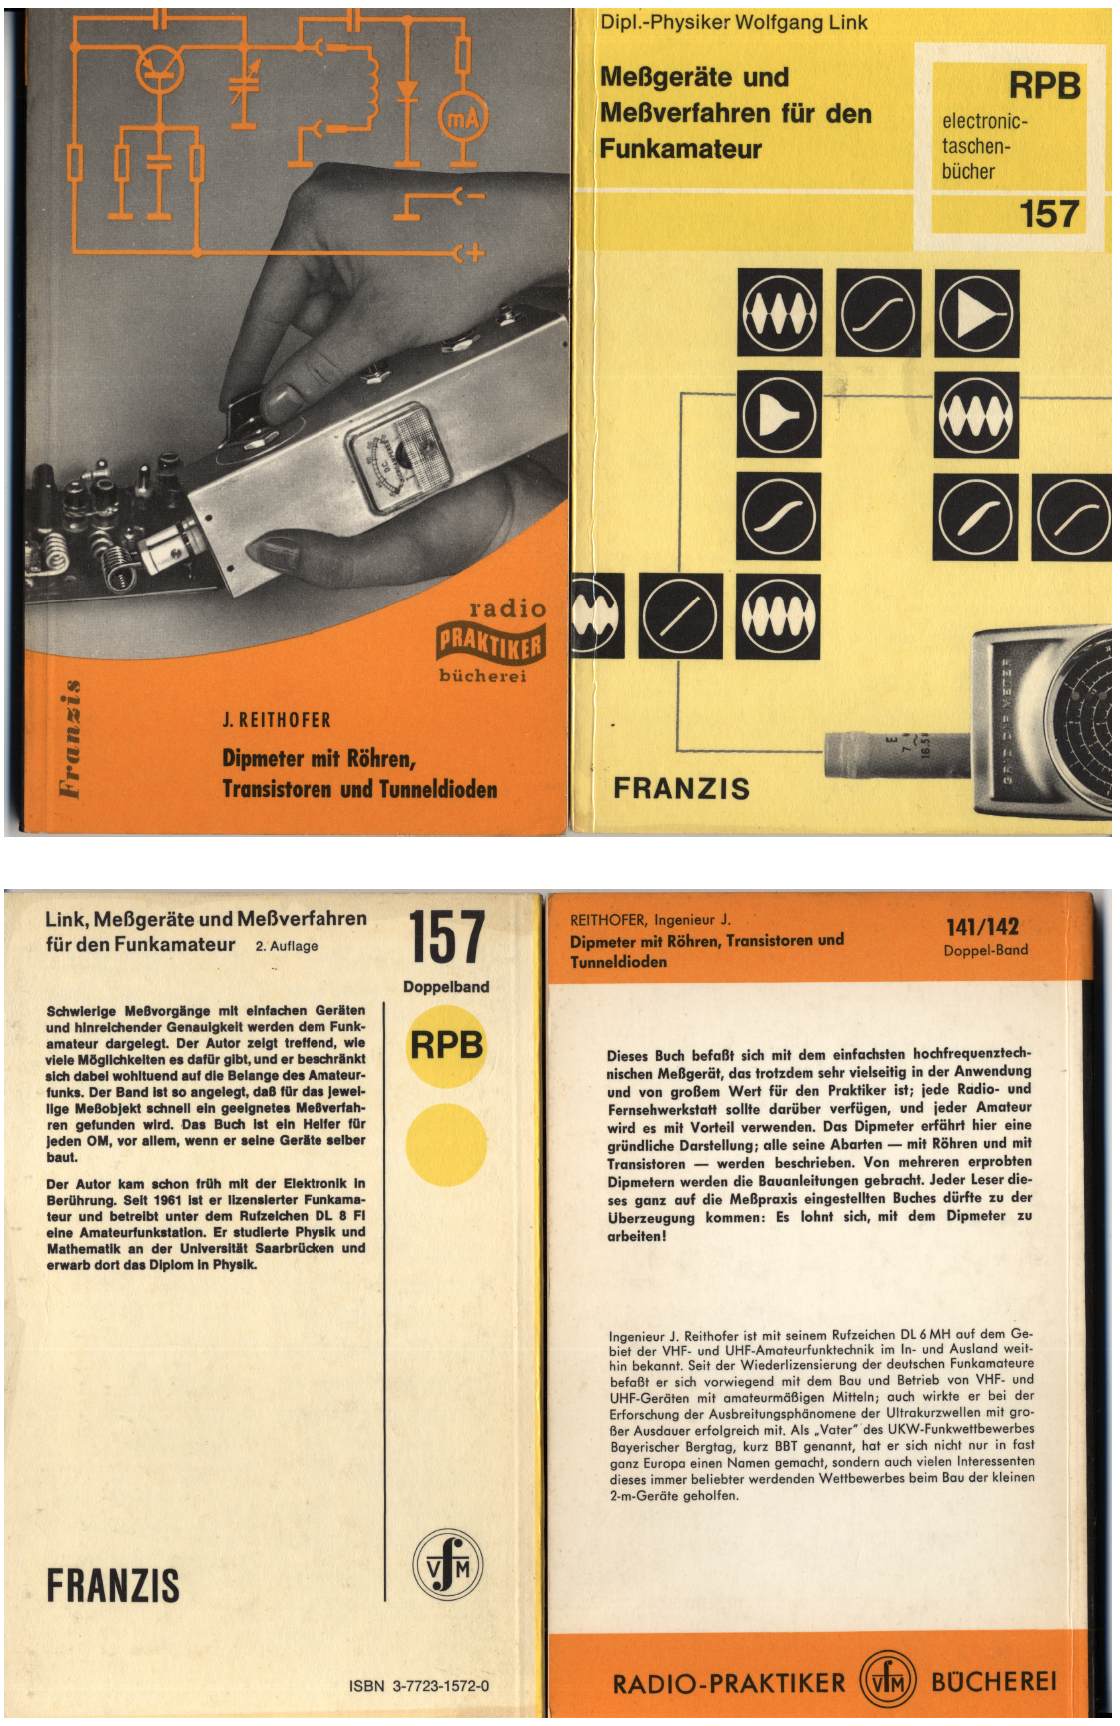 mA
−
+
DC
radio
PRAKTIKER
bücherei
Franzis
J. REITHOFER
Dipmeter mit Röhren,
Transistoren und Tunneldioden
Dipl.-Physiker Wolfgang Link
Meßgeräte und
Meßverfahren für den
Funkamateur
RPB
electronic-
taschen-
bücher
157
E
7
16.5
GRID DIP METER
FRANZIS
Link, Meßgeräte und Meßverfahren
für den Funkamateur 2. Auflage
157
Doppelband
RPB
Schwierige Meßvorgänge mit einfachen Geräten
und hinreichender Genauigkeit werden dem Funk-
amateur dargelegt. Der Autor zeigt treffend, wie
viele Möglichkeiten es dafür gibt, und er beschränkt
sich dabei wohltuend auf die Belange des Amateur-
funks. Der Band ist so angelegt, daß für das jewei-
lige Meßobjekt schnell ein geeignetes Meßverfah-
ren gefunden wird. Das Buch ist ein Helfer für
jeden OM, vor allem, wenn er seine Geräte selber
baut.
Der Autor kam schon früh mit der Elektronik in
Berührung. Seit 1961 ist er lizensierter Funkama-
teur und betreibt unter dem Rufzeichen DL 8 FI
eine Amateurfunkstation. Er studierte Physik und
Mathematik an der Universität Saarbrücken und
erwarb dort das Diplom in Physik.
FRANZIS
VfM
ISBN 3-7723-1572-0
REITHOFER, Ingenieur J.
Dipmeter mit Röhren, Transistoren und
Tunneldioden
141/142
Doppel-Band
Dieses Buch befaßt sich mit dem einfachsten hochfrequenztech-
nischen Meßgerät, das trotzdem sehr vielseitig in der Anwendung
und von großem Wert für den Praktiker ist; jede Radio- und
Fernsehwerkstatt sollte darüber verfügen, und jeder Amateur
wird es mit Vorteil verwenden. Das Dipmeter erfährt hier eine
gründliche Darstellung; alle seine Abarten — mit Röhren und mit
Transistoren — werden beschrieben. Von mehreren erprobten
Dipmetern werden die Bauanleitungen gebracht. Jeder Leser die-
ses ganz auf die Meßpraxis eingestellten Buches dürfte zu der
Überzeugung kommen: Es lohnt sich, mit dem Dipmeter zu
arbeiten!
Ingenieur J. Reithofer ist mit seinem Rufzeichen DL 6 MH auf dem Ge-
biet der VHF- und UHF-Amateurfunktechnik im In- und Ausland weit-
hin bekannt. Seit der Wiederlizensierung der deutschen Funkamateure
befaßt er sich vorwiegend mit dem Bau und Betrieb von VHF- und
UHF-Geräten mit amateurmäßigen Mitteln; auch wirkte er bei der
Erforschung der Ausbreitungsphänomene der Ultrakurzwellen mit gro-
ßer Ausdauer erfolgreich mit. Als „Vater" des UKW-Funkwettbewerbes
Bayerischer Bergtag, kurz BBT genannt, hat er sich nicht nur in fast
ganz Europa einen Namen gemacht, sondern auch vielen Interessenten
dieses immer beliebter werdenden Wettbewerbes beim Bau der kleinen
2-m-Geräte geholfen.
RADIO-PRAKTIKER VfM BÜCHEREI